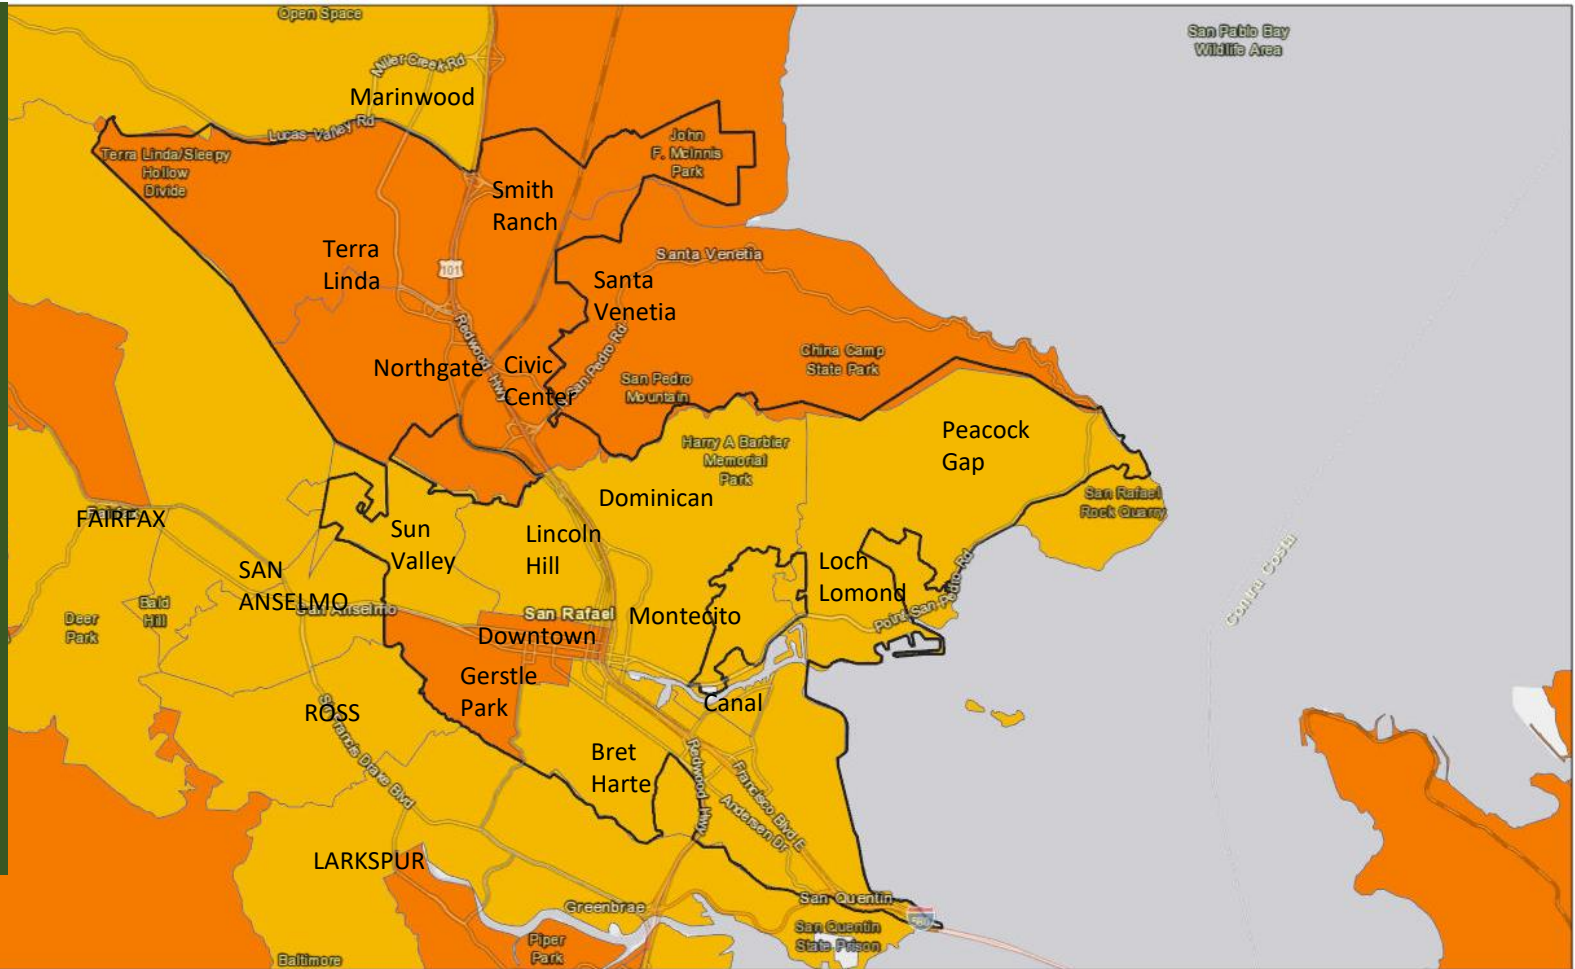 Open Space
San Pablo Bay
Wildlife Area
Miller Creek Rd
Marinwood
Lucas Valley Rd
John
F. McInnis
Park
Terra Linda/Sleepy
Hollow
Divide
Smith
Ranch
Terra
Linda
101
Santa Venetia
Santa
Venetia
Redwood Hwy
San Pedro Rd
China Camp
State Park
Northgate
Civic
Center
San Pedro
Mountain
Peacock
Gap
Harry A Barbier
Memorial
Park
Dominican
San Rafael
Rock Quarry
FAIRFAX
Fairfax
Sun
Valley
Lincoln
Hill
Loch
Lomond
SAN
ANSELMO
San Anselmo
Contra Costa
Bald
Hill
Deer
Park
San Rafael
Montecito
Point San Pedro Rd
Downtown
Gerstle
Park
Canal
ROSS
Sir Francis Drake Blvd
Bret
Harte
Redwood Hwy
Francisco Blvd E
Andersen Dr
LARKSPUR
San Quentin
Greenbrae
580
San Quentin
State Prison
Piper
Park
Baltimore